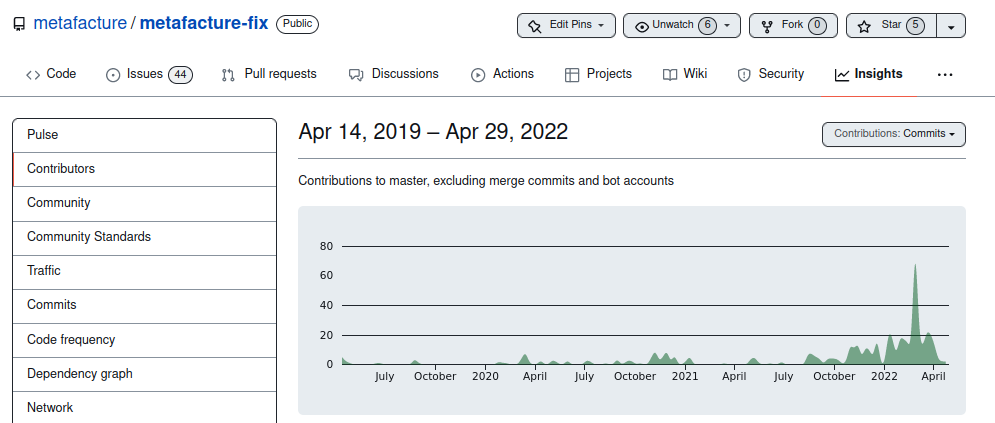 metafacture / metafacture-fix Public
Edit Pins Unwatch 6 Fork 0 Star 5
Code Issues 44 Pull requests Discussions Actions Projects Wiki Security Insights ...
Pulse
Contributors
Community
Community Standards
Traffic
Commits
Code frequency
Dependency graph
Network
Apr 14, 2019 – Apr 29, 2022
Contributions: Commits
Contributions to master, excluding merge commits and bot accounts
80
60
40
20
0
July October 2020 April July October 2021 April July October 2022 April